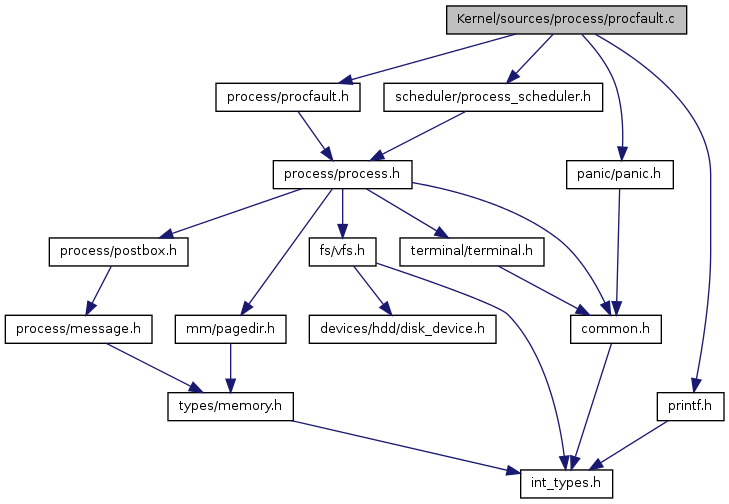 Kernel/sources/process/procfault.c
process/procfault.h
scheduler/process_scheduler.h
process/process.h
panic/panic.h
process/postbox.h
fs/vfs.h
terminal/terminal.h
process/message.h
mm/pagedir.h
devices/hdd/disk_device.h
common.h
types/memory.h
printf.h
int_types.h